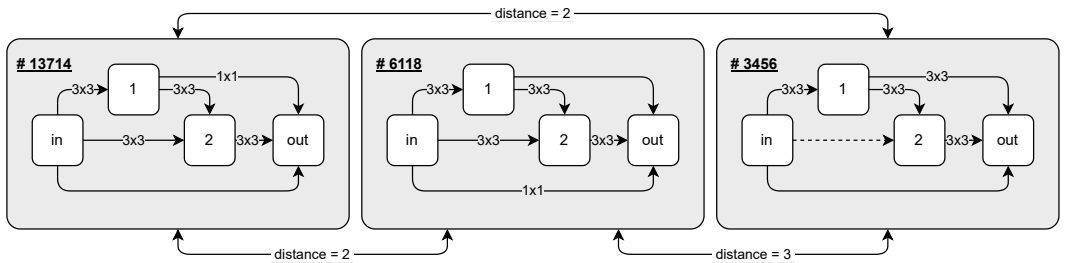 distance = 2
# 13714
1x1
3x3
1
3x3
in
3x3
2
3x3
out
# 6118
3x3
1
3x3
in
3x3
2
3x3
out
1x1
# 3456
3x3
3x3
1
3x3
in
2
3x3
out
distance = 2
distance = 3